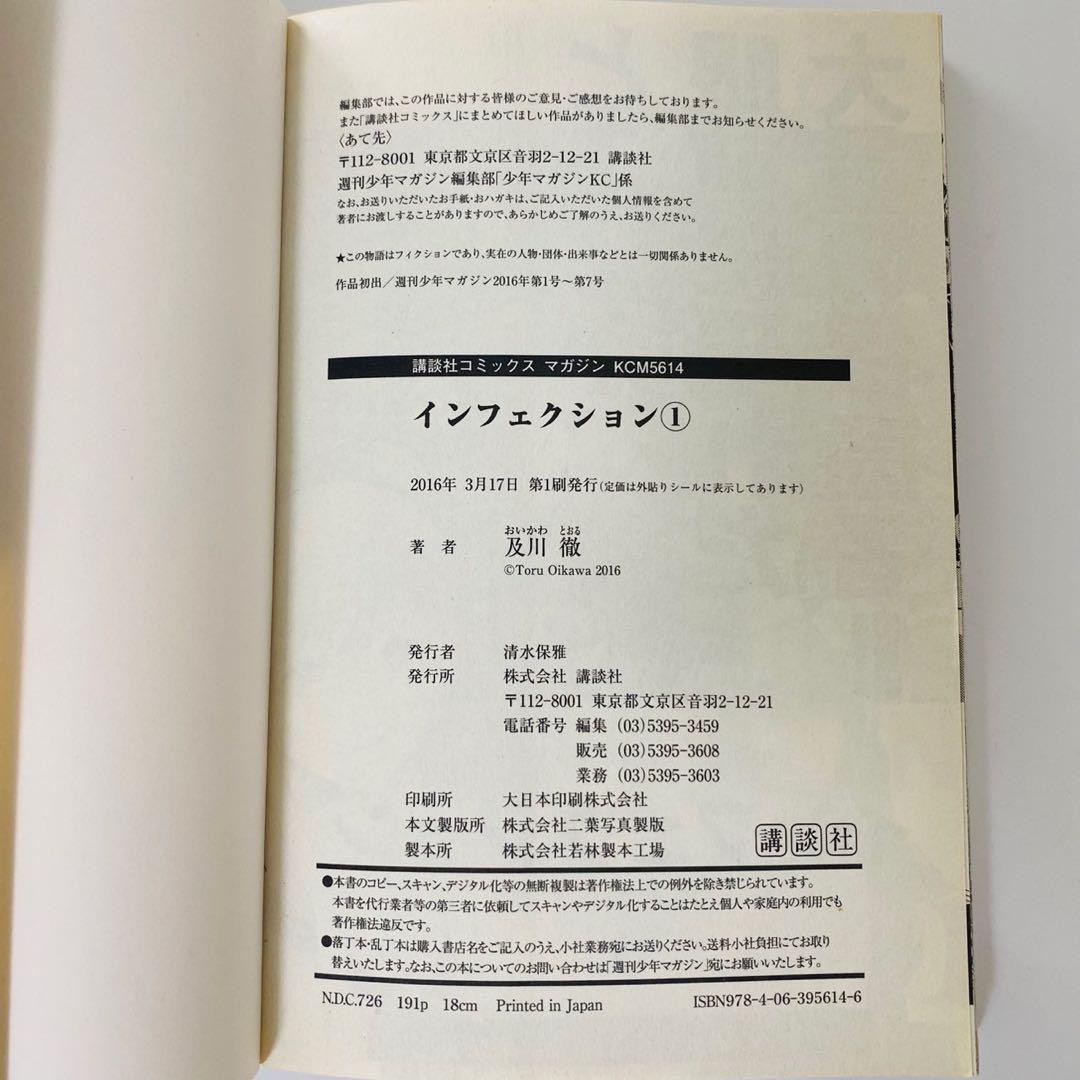 編集部では、この作品に対する皆様のご意見・ご感想をお待ちしております。
また「講談社コミックス」にまとめてほしい作品がありましたら、編集部までお知らせください。
〈あて先〉
〒112-8001 東京都文京区音羽2-12-21 講談社
週刊少年マガジン編集部「少年マガジンKC」係
なお、お送りいただいたお手紙・おハガキは、ご記入いただいた個人情報を含めて
著者にお渡しすることがありますので、あらかじめご了解のうえ、お送りください。
★この物語はフィクションであり、実在の人物・団体・出来事などとは一切関係ありません。
作品初出／週刊少年マガジン2016年第1号〜第7号
講談社コミックス マガジン KCM5614
インフェクション①
2016年 3月17日 第1刷発行(定価は外貼りシールに表示してあります)
おいかわ とおる
著 者 及川 徹
©Toru Oikawa 2016
発行者 清水保雅
発行所 株式会社 講談社
〒112-8001 東京都文京区音羽2-12-21
電話番号 編集 (03)5395-3459
販売 (03)5395-3608
業務 (03)5395-3603
印刷所 大日本印刷株式会社
本文製版所 株式会社二葉写真製版
製本所 株式会社若林製本工場
講談社
●本書のコピー、スキャン、デジタル化等の無断複製は著作権法上での例外を除き禁じられています。
本書を代行業者等の第三者に依頼してスキャンやデジタル化することはたとえ個人や家庭内の利用でも
著作権法違反です。
●落丁本・乱丁本は購入書店名をご記入のうえ、小社業務宛にお送りください。送料小社負担にてお取り
替えいたします。なお、この本についてのお問い合わせは「週刊少年マガジン」宛にお願いいたします。
N.D.C.726 191p 18cm Printed in Japan ISBN978-4-06-395614-6